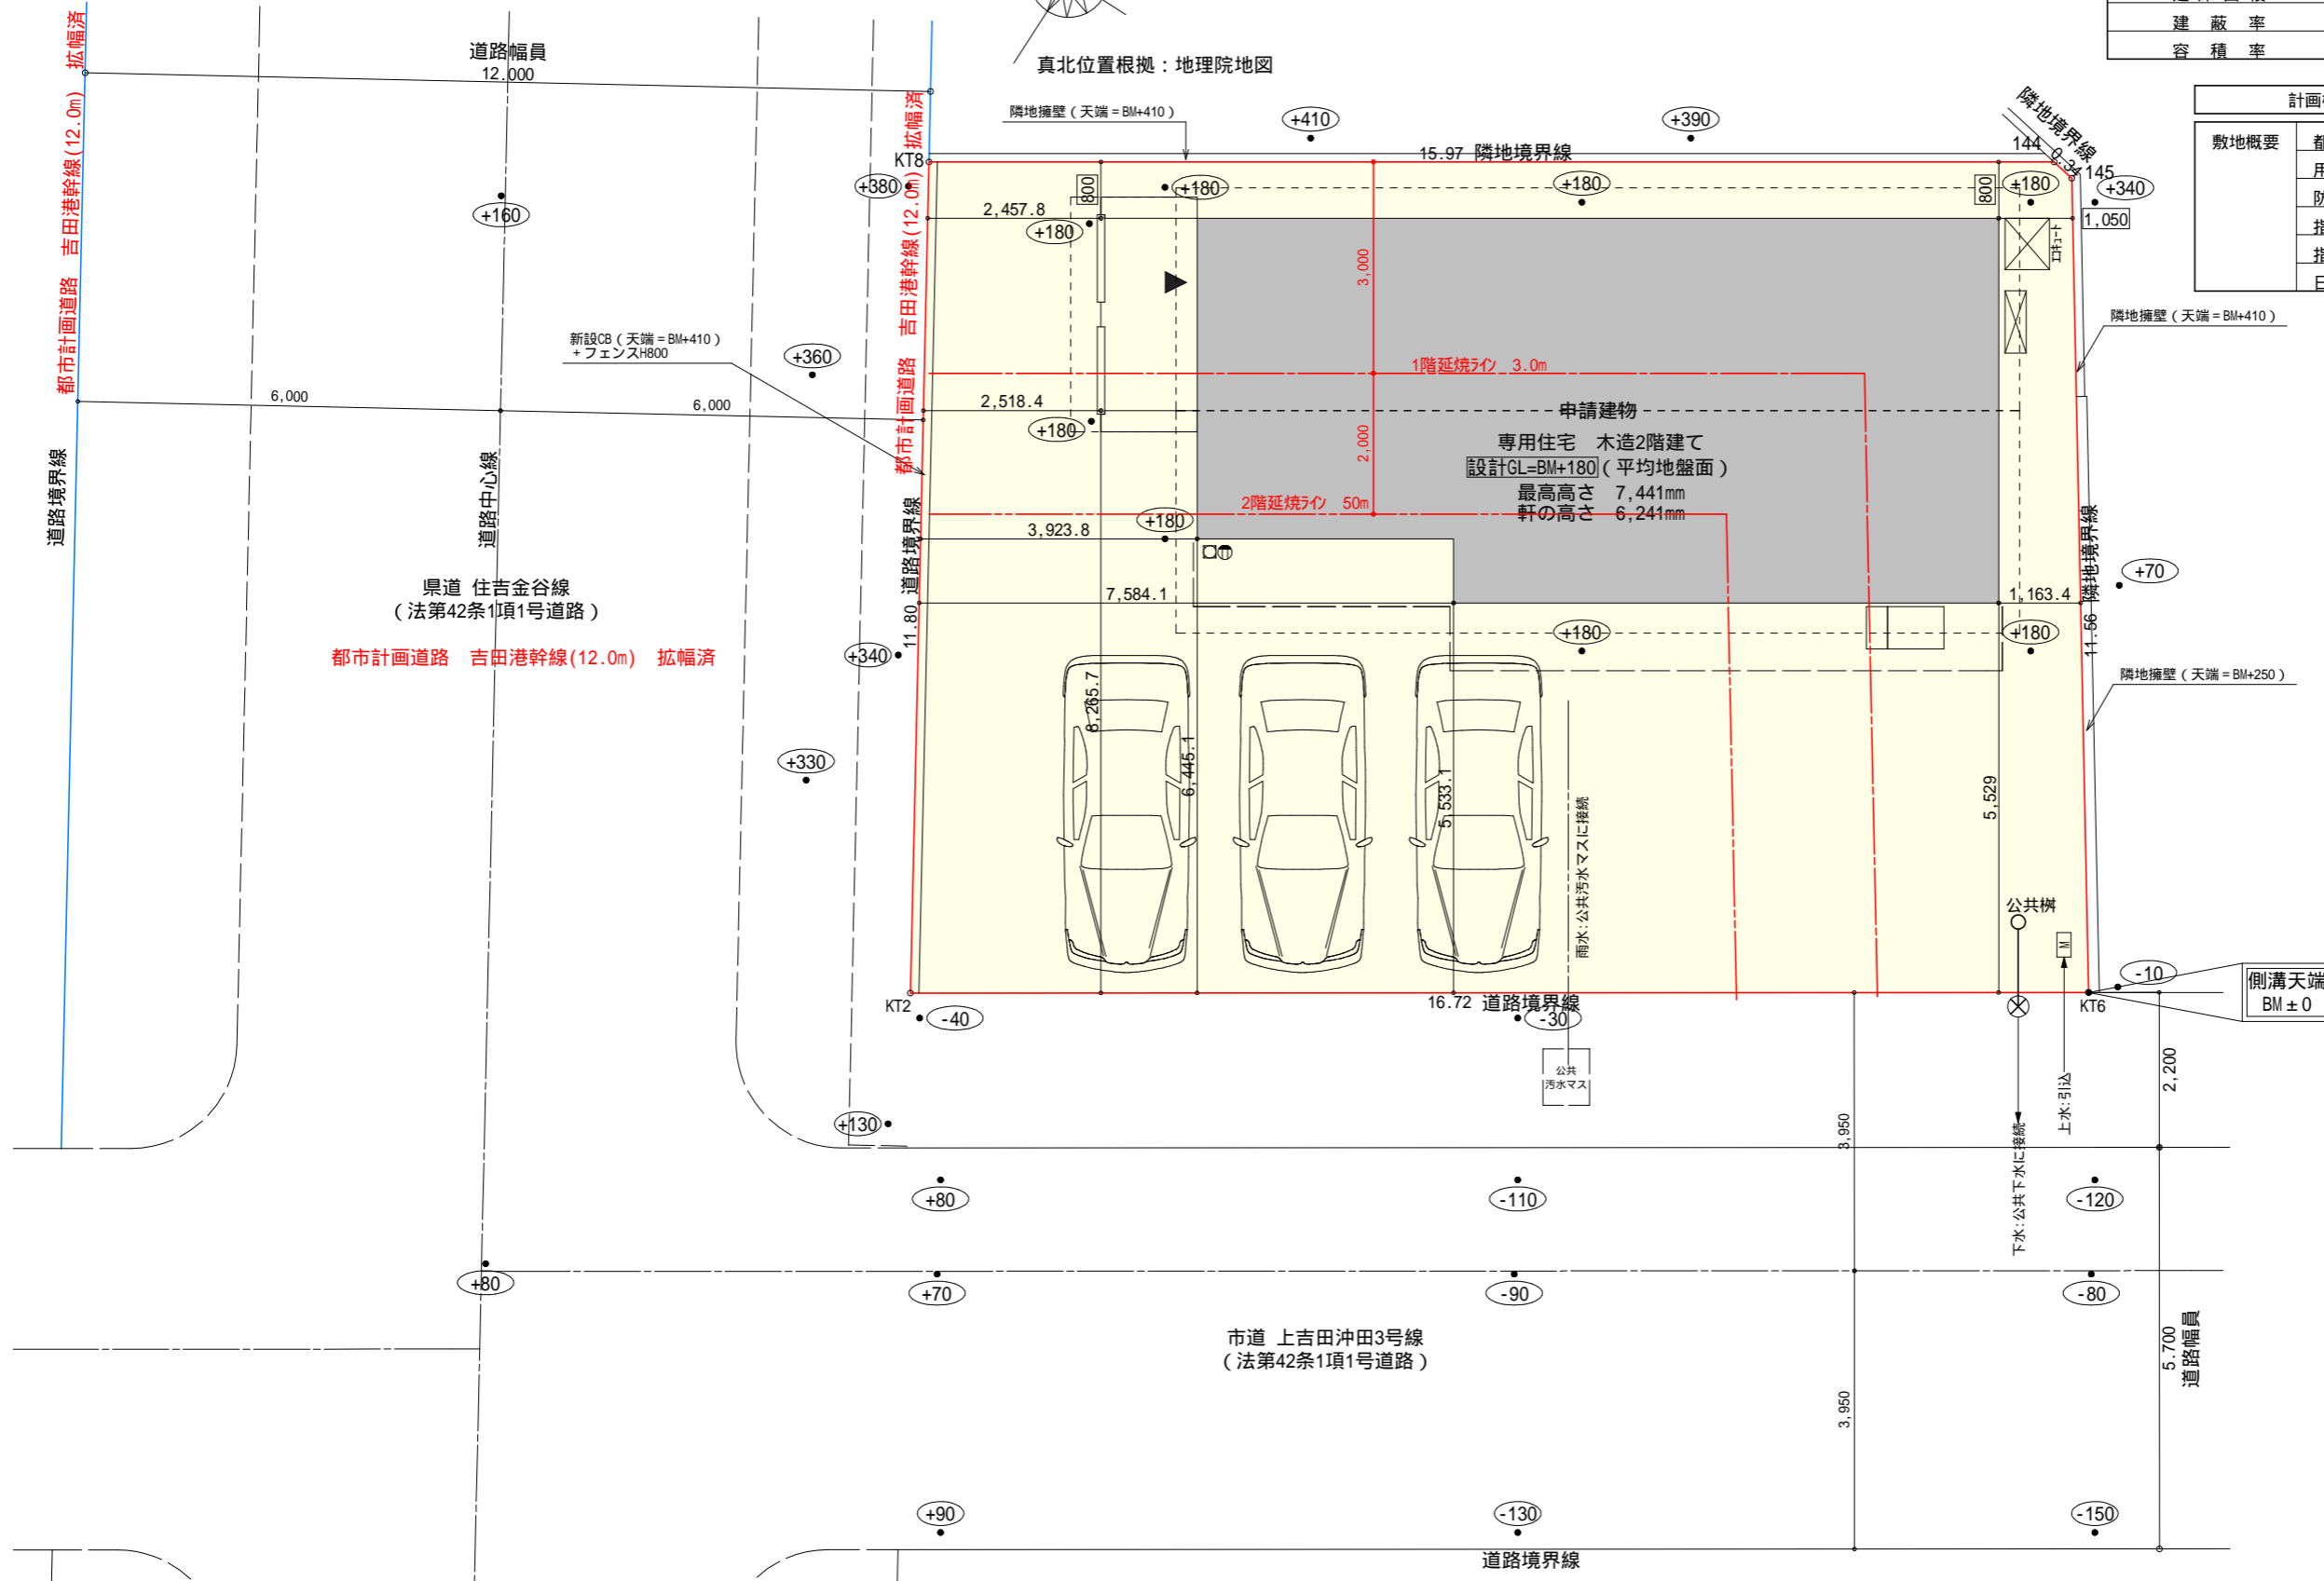 道路幅員
12.000
都市計画道路　吉田港幹線(12.0m)　拡幅済
真北位置根拠：地理院地図
建 蔽 率
容 積 率
敷地概要
隣地擁壁（天端＝BM+410）
+410
+390
隣地境界線
144
0.34
145
KT8
15.97 隣地境界線
+380
+180
+180
+180
+340
800
800
1,050
2,457.8
+180
+160
エコキュート
3,000
都市計画道路　吉田港幹線(12.0m)　拡幅済
隣地擁壁（天端＝BM+410）
新設CB（天端＝BM+410）
+フェンスH800
+360
1階延焼ライン　3.0m
6,000
6,000
2,518.4
+180
2,000
申請建物
専用住宅　木造2階建て
設計GL=BM+180（平均地盤面）
最高高さ　7,441mm
軒の高さ　6,241mm
2階延焼ライン　50m
道路境界線
道路中心線
3,923.8
+180
県道 住吉金谷線
（法第42条1項1号道路）
都市計画道路　吉田港幹線(12.0m)　拡幅済
11.80 道路境界線
7,584.1
1,163.4
+70
11.56 隣地境界線
+340
+180
+180
隣地擁壁（天端＝BM+250）
8,265.7
6,445.1
5,533.1
5,529
+330
雨水:公共汚水マスに接続
公共桝
M
-10
側溝天端
BM±0
KT2
16.72 道路境界線
KT6
-40
-30
公共
汚水マス
2,200
上水:引込
下水:公共下水に接続
+130
3,950
+80
-110
-120
+80
+70
-90
-80
市道 上吉田沖田3号線
（法第42条1項1号道路）
5.700
道路幅員
3,950
+90
-130
-150
道路境界線